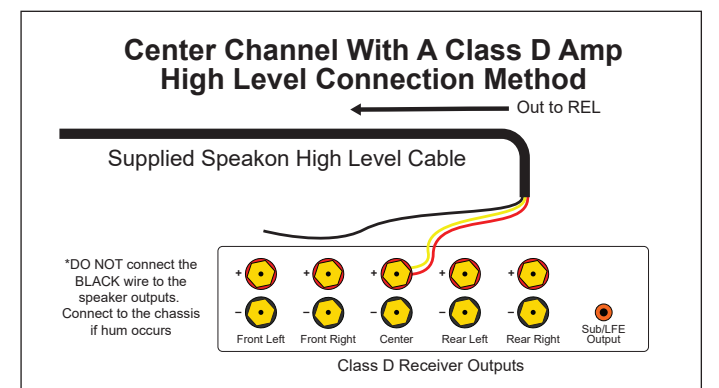 Center Channel With A Class D Amp
High Level Connection Method
Out to REL
Supplied Speakon High Level Cable
*DO NOT connect the
BLACK wire to the
speaker outputs.
Connect to the chassis
if hum occurs
+ + + + +
− − − − −
Front Left Front Right Center Rear Left Rear Right
Sub/LFE
Output
Class D Receiver Outputs